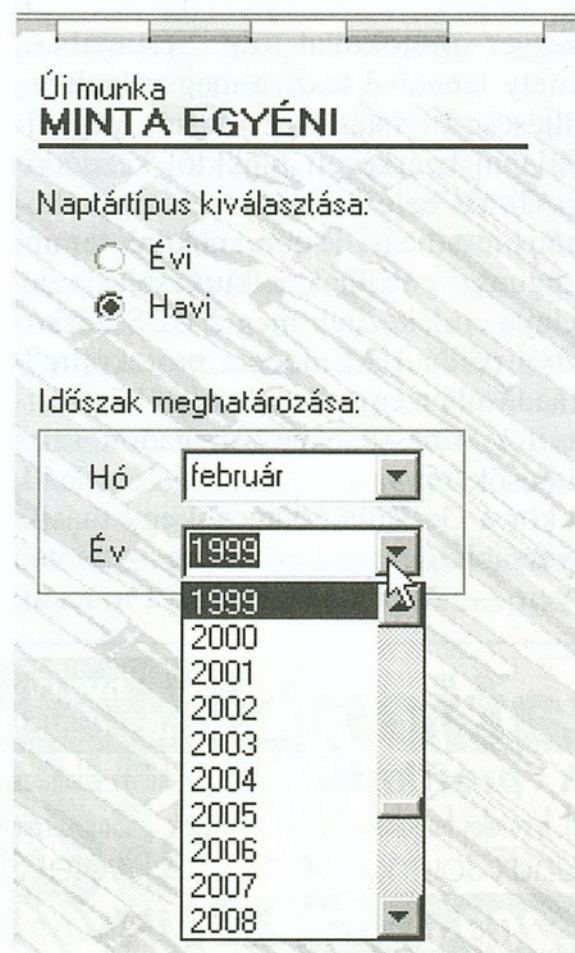 Új munka
MINTA EGYÉNI
Naptártípus kiválasztása:
Évi
Havi
Időszak meghatározása:
Hó február
Év 1999
1999
2000
2001
2002
2003
2004
2005
2006
2007
2008